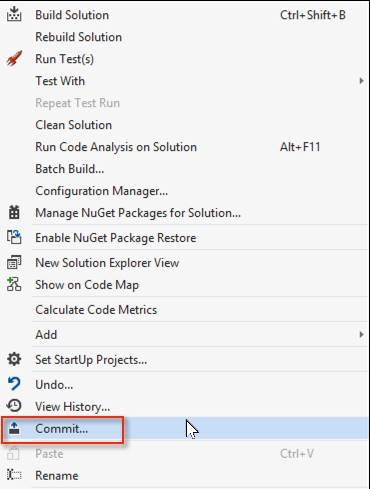 Build Solution Ctrl+Shift+B
Rebuild Solution
Run Test(s)
Test With
Repeat Test Run
Clean Solution
Run Code Analysis on Solution Alt+F11
Batch Build...
Configuration Manager...
Manage NuGet Packages for Solution...
Enable NuGet Package Restore
New Solution Explorer View
Show on Code Map
Calculate Code Metrics
Add
Set StartUp Projects...
Undo...
View History...
Commit...
Paste Ctrl+V
Rename